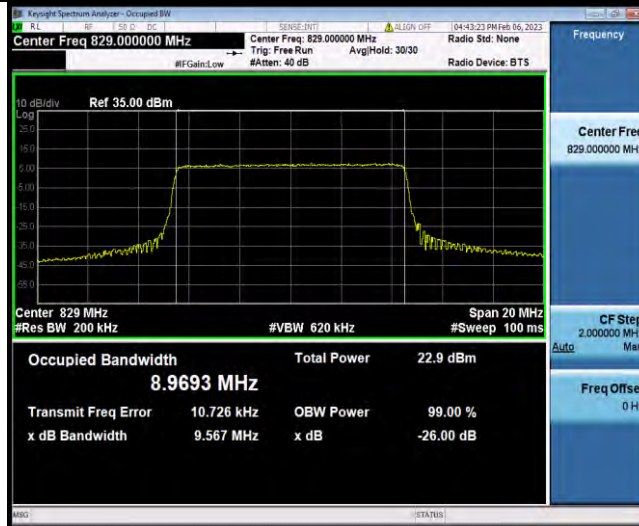 Keysight Spectrum Analyzer - Occupied BW
RL RF 50 Ω DC SENSE:INT ALIGN OFF 04:43:23 PM Feb 06, 2023
Center Freq 829.000000 MHz
Center Freq: 829.000000 MHz
Radio Std: None
Trig: Free Run Avg|Hold: 30/30
#IFGain:Low
#Atten: 40 dB
Radio Device: BTS
Frequency
10 dB/div Ref 35.00 dBm
Log
25.0
15.0
5.00
-5.00
-15.0
-25.0
-35.0
-45.0
-55.0
Center 829 MHz
Span 20 MHz
#Res BW 200 kHz
#VBW 620 kHz
#Sweep 100 ms
Center Fre
829.000000 MH
CF Step
2.000000 MH
Auto Ma
Freq Offse
0 H
Occupied Bandwidth
8.9693 MHz
Total Power 22.9 dBm
Transmit Freq Error 10.726 kHz
OBW Power 99.00 %
x dB Bandwidth 9.567 MHz
x dB -26.00 dB
MSG
STATUS